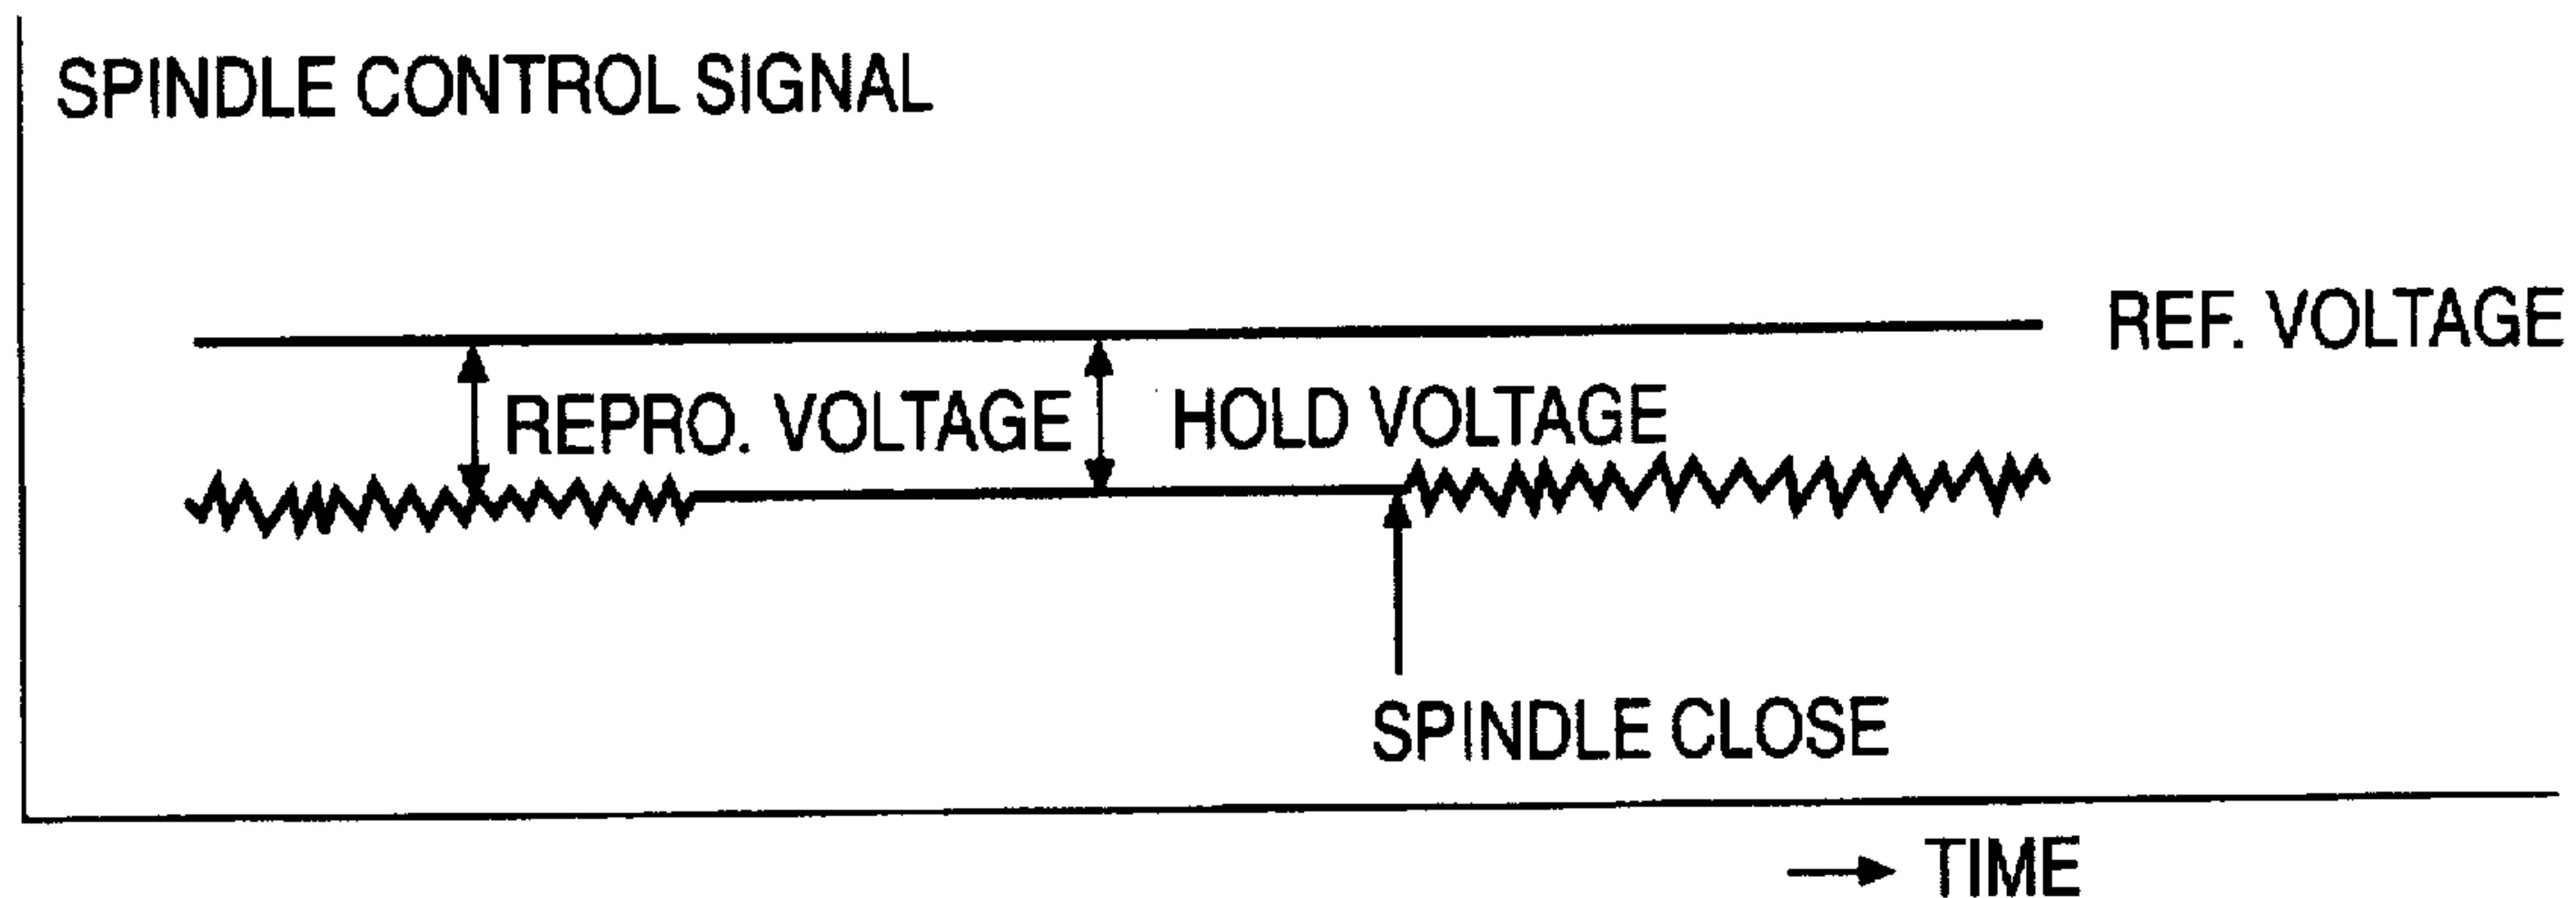 SPINDLE CONTROL SIGNAL
REF. VOLTAGE
REPRO. VOLTAGE
HOLD VOLTAGE
SPINDLE CLOSE
TIME